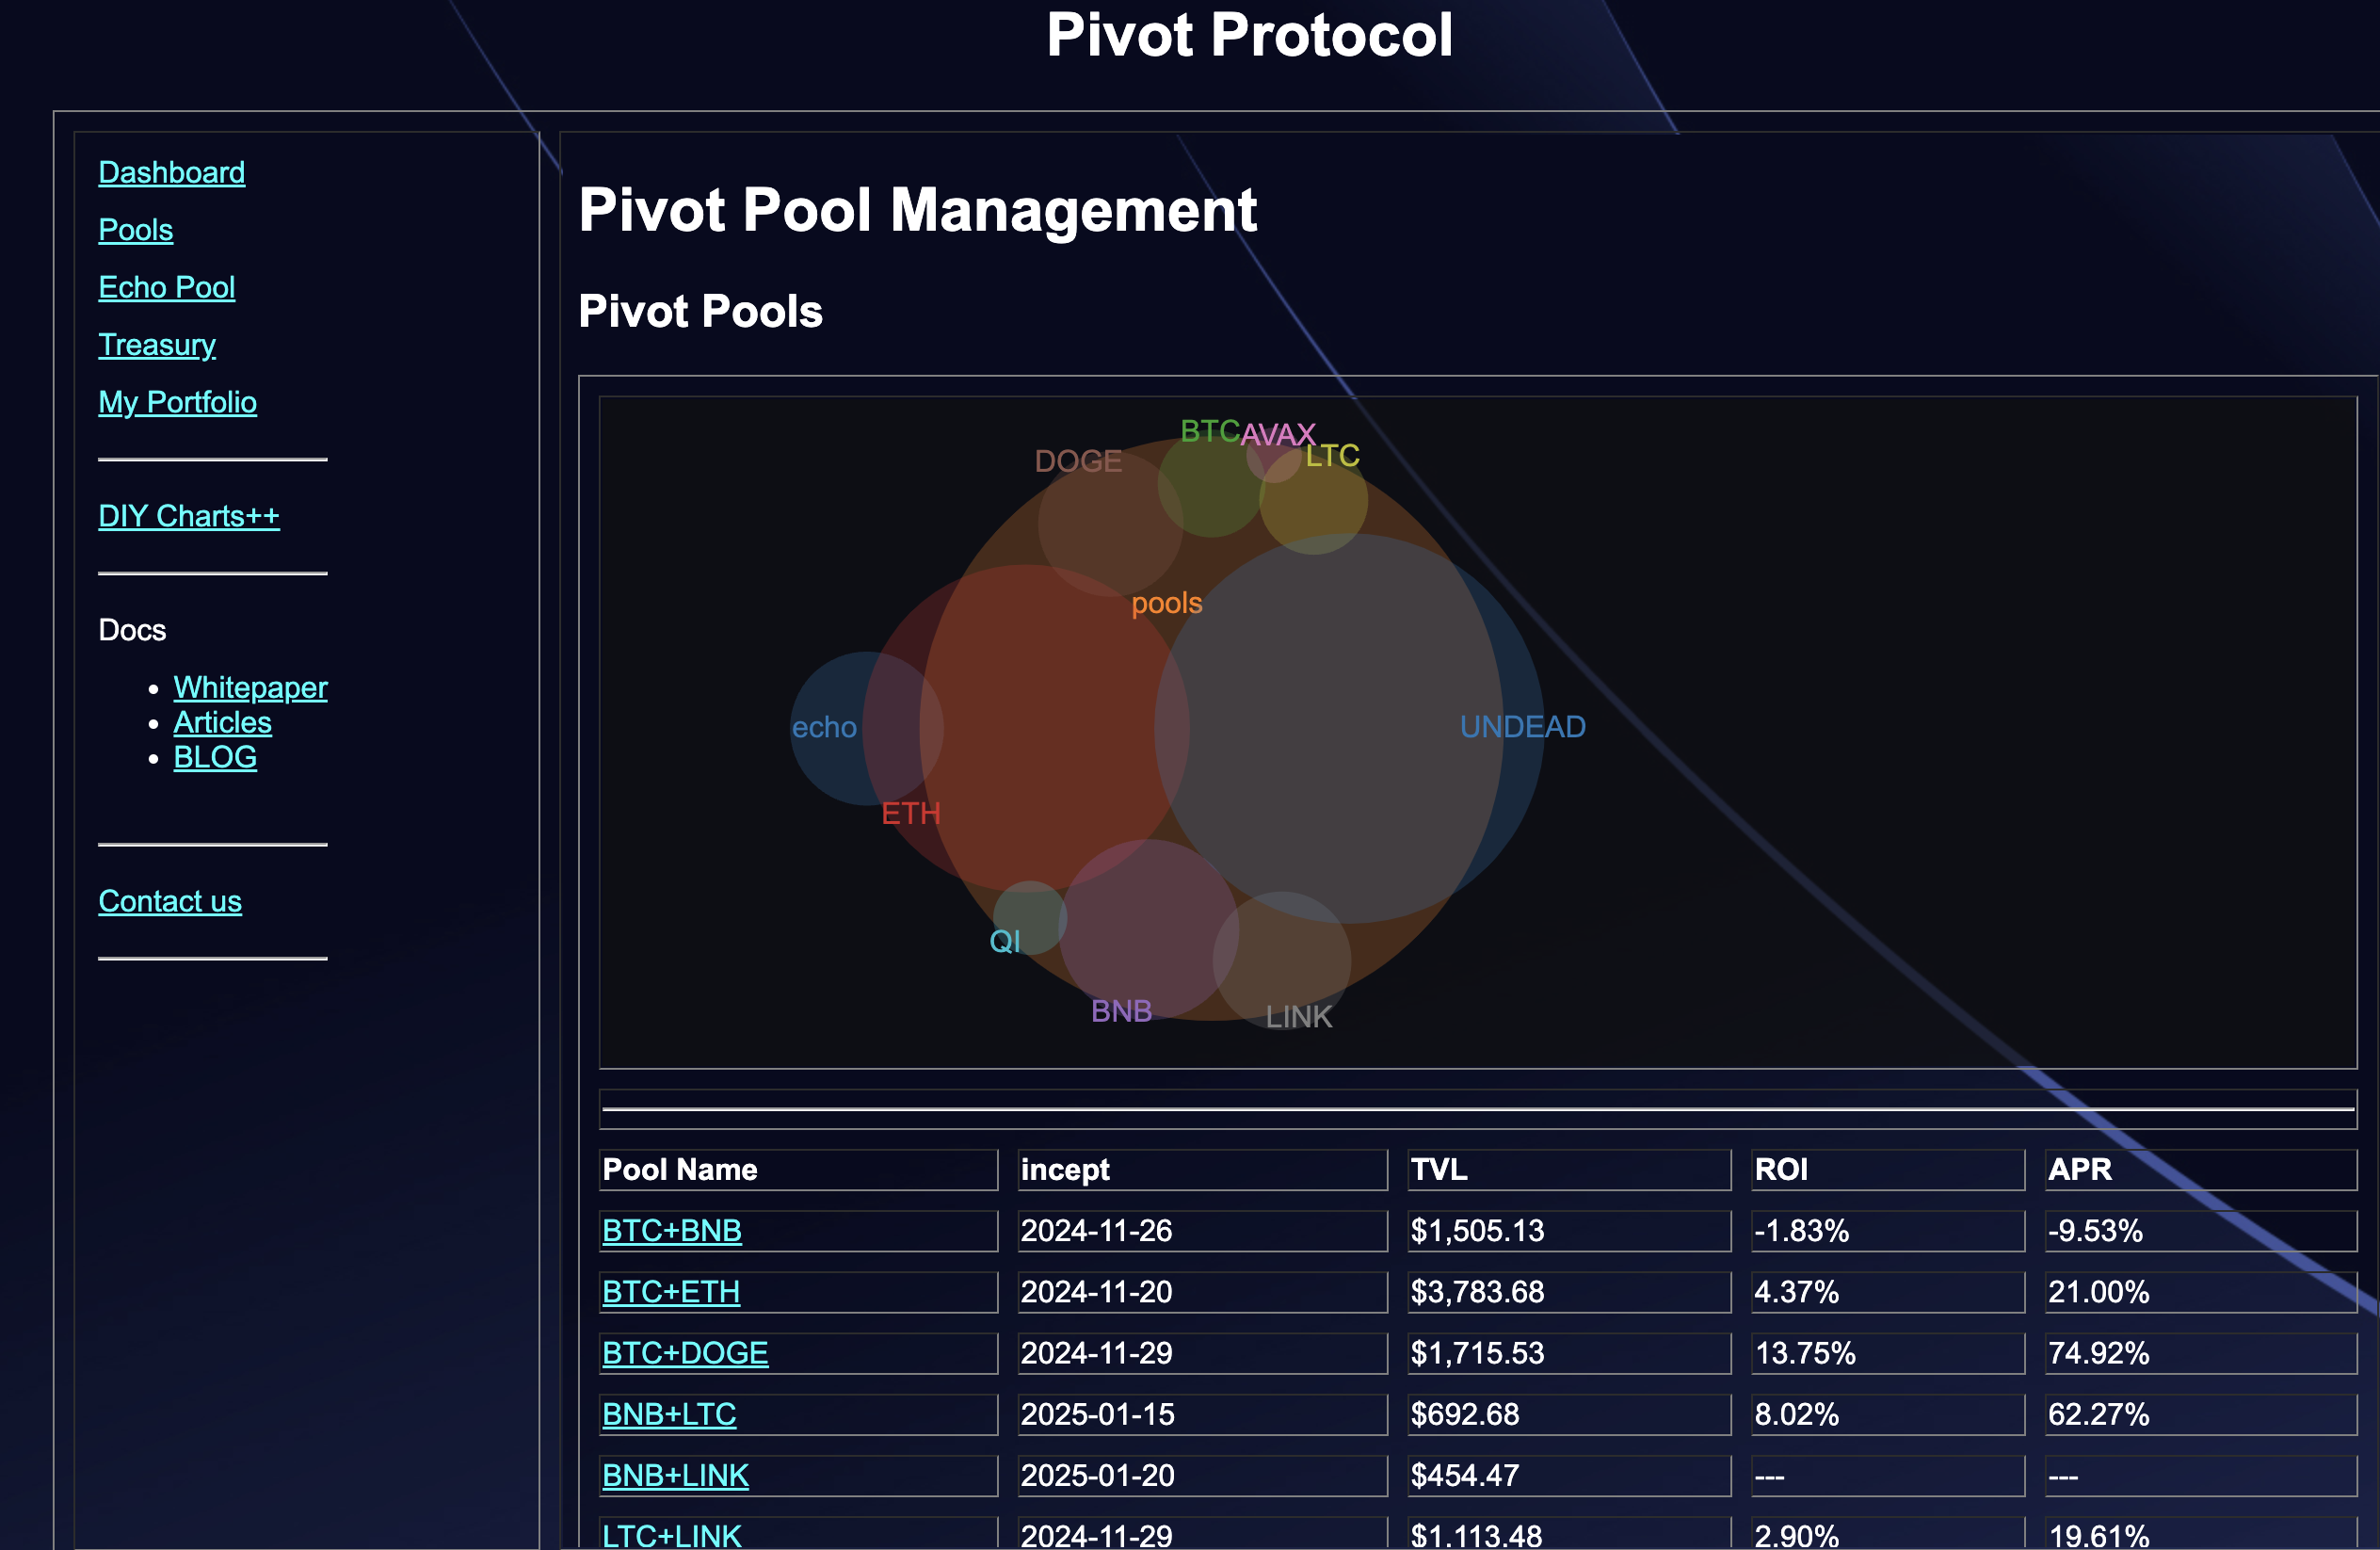 Pivot Protocol
Dashboard
Pools
Echo Pool
Treasury
My Portfolio
DIY Charts++
Docs
Whitepaper
Articles
BLOG
Contact us
Pivot Pool Management
Pivot Pools
BTC
AVAX
LTC
DOGE
pools
echo
UNDEAD
ETH
QI
BNB
LINK
Pool Name incept TVL ROI APR
BTC+BNB 2024-11-26 $1,505.13 -1.83% -9.53%
BTC+ETH 2024-11-20 $3,783.68 4.37% 21.00%
BTC+DOGE 2024-11-29 $1,715.53 13.75% 74.92%
BNB+LTC 2025-01-15 $692.68 8.02% 62.27%
BNB+LINK 2025-01-20 $454.47 --- ---
LTC+LINK 2024-11-29 $1,113.48 2.90% 19.61%